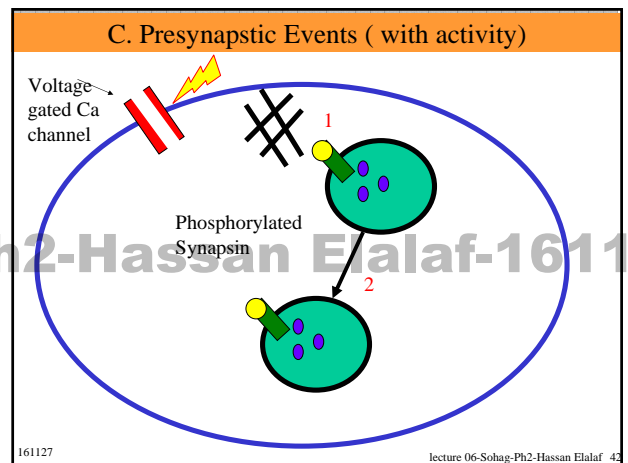 C. Presynapstic Events ( with activity)
Voltage
gated Ca
channel
1
Phosphorylated
Synapsin
h2-Hassan Elalaf-1611
2
161127
lecture 06-Sohag-Ph2-Hassan Elalaf 42